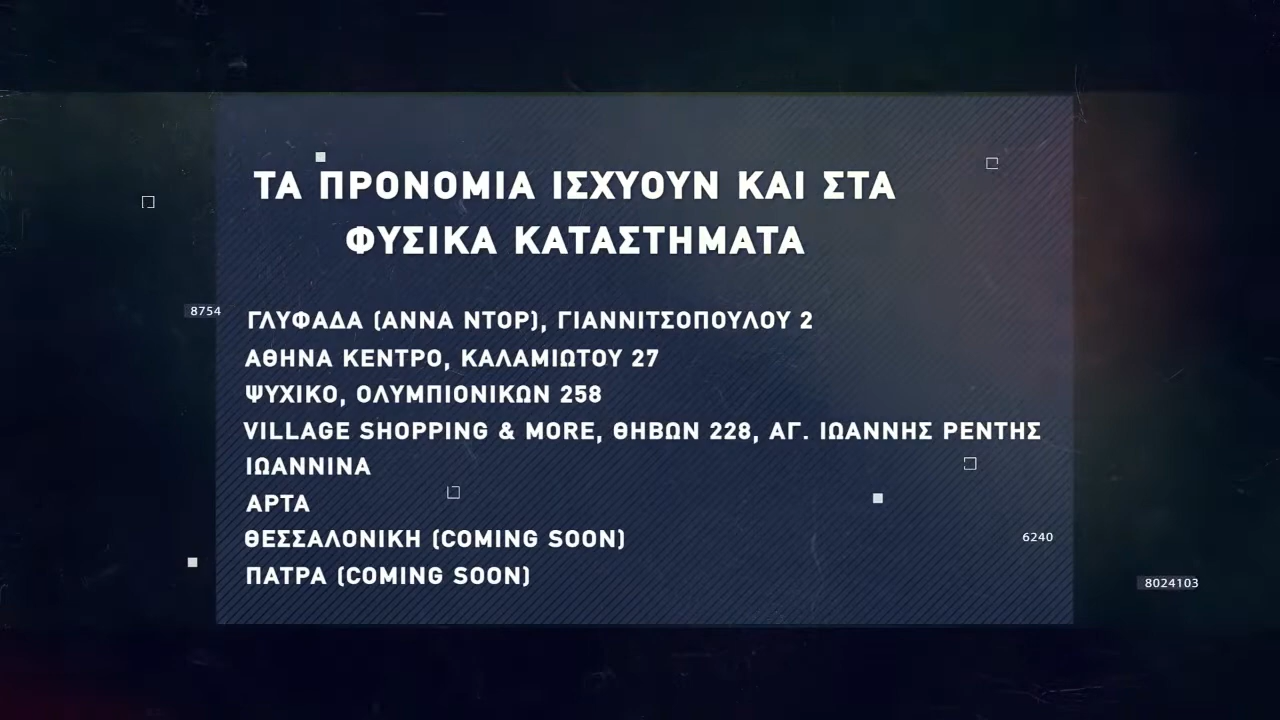 ΤΑ ΠΡΟΝΟΜΙΑ ΙΣΧΥΟΥΝ ΚΑΙ ΣΤΑ
ΦΥΣΙΚΑ ΚΑΤΑΣΤΗΜΑΤΑ
8754
ΓΛΥΦΑΔΑ (ΑΝΝΑ ΝΤΟΡ), ΓΙΑΝΝΙΤΣΟΠΟΥΛΟΥ 2
ΑΘΗΝΑ ΚΕΝΤΡΟ, ΚΑΛΑΜΙΩΤΟΥ 27
ΨΥΧΙΚΟ, ΟΛΥΜΠΙΟΝΙΚΩΝ 258
VILLAGE SHOPPING & MORE, ΘΗΒΩΝ 228, ΑΓ. ΙΩΑΝΝΗΣ ΡΕΝΤΗΣ
ΙΩΑΝΝΙΝΑ
ΑΡΤΑ
ΘΕΣΣΑΛΟΝΙΚΗ (COMING SOON)
6240
ΠΑΤΡΑ (COMING SOON)
8024103